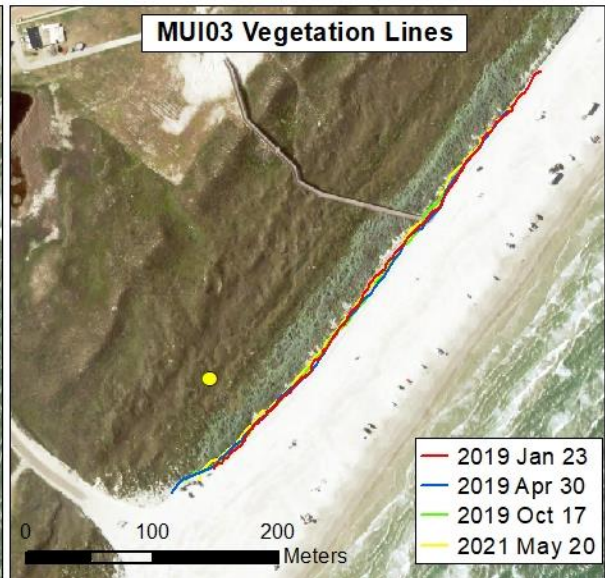 MUI03 Vegetation Lines
2019 Jan 23
2019 Apr 30
2019 Oct 17
2021 May 20
0 100 200
Meters